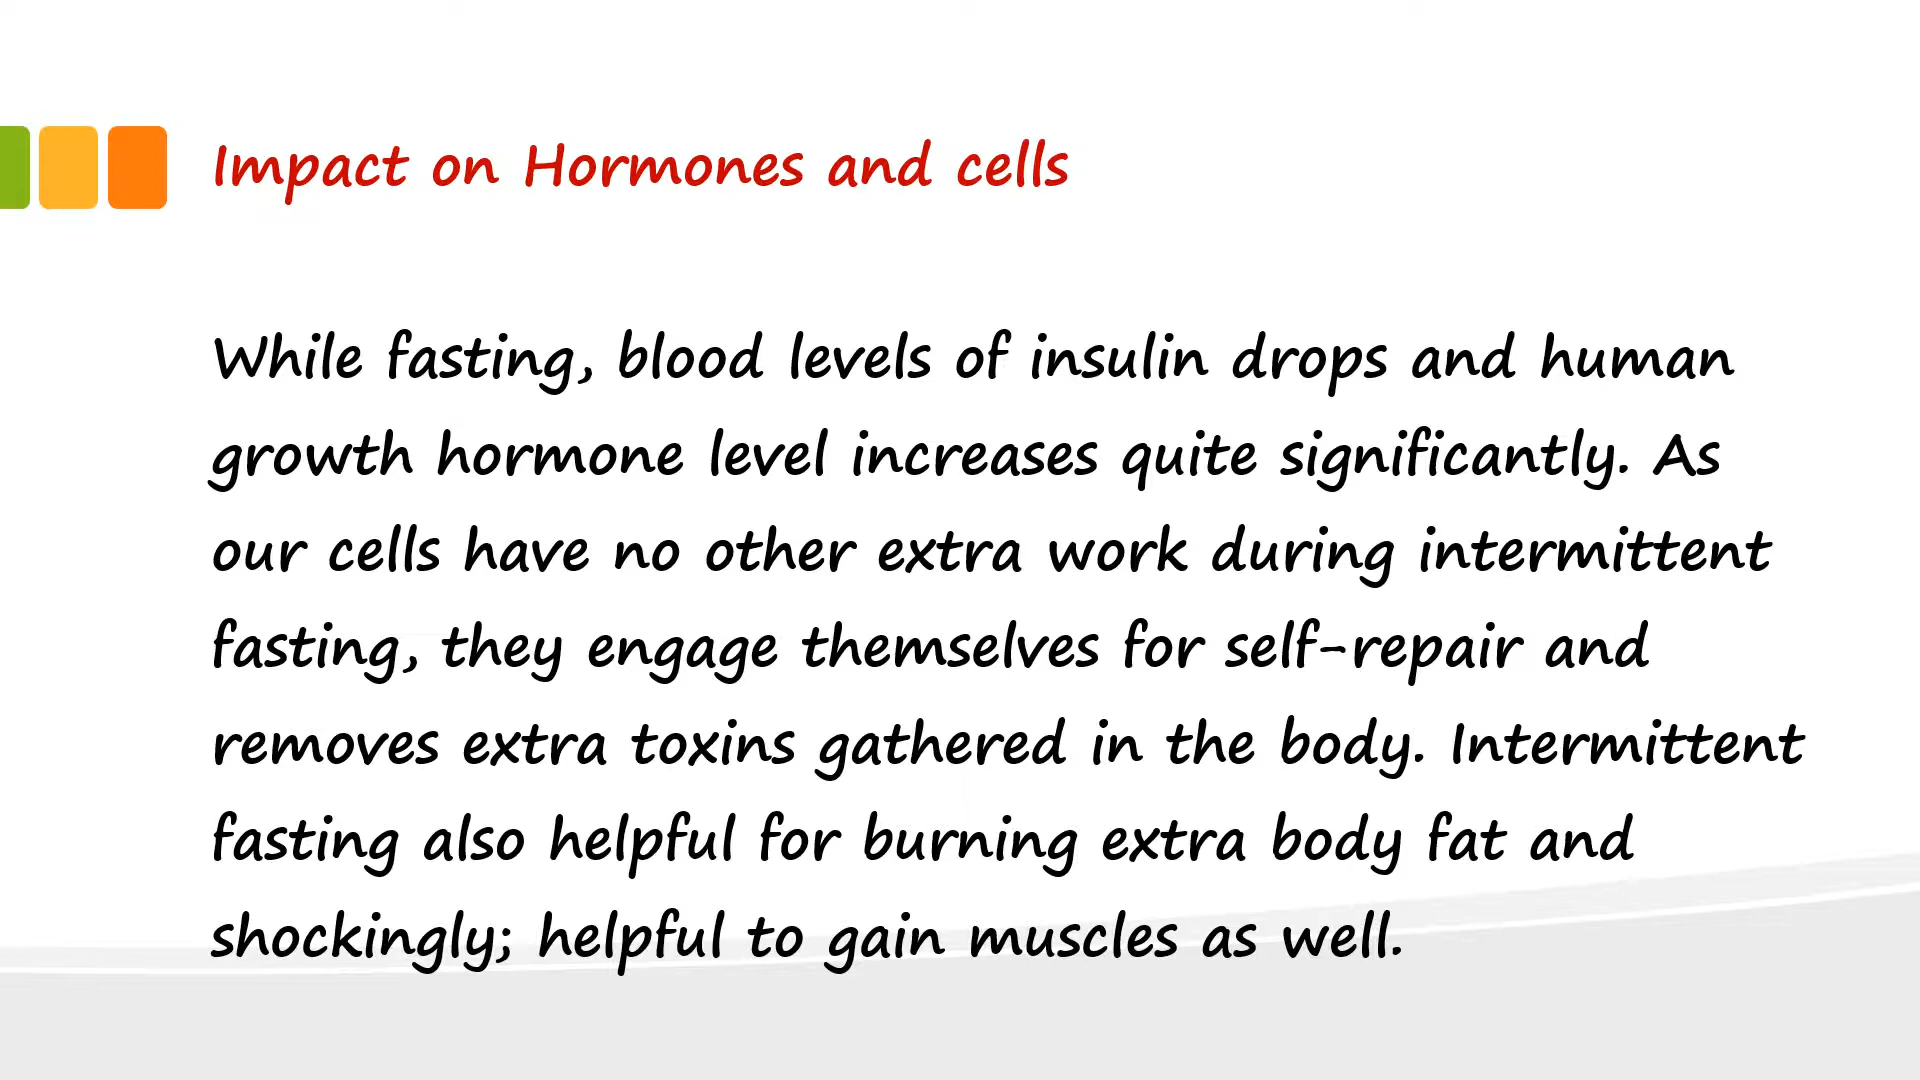 Impact on Hormones and cells
While fasting, blood levels of insulin drops and human
growth hormone level increases quite significantly. As
our cells have no other extra work during intermittent
fasting, they engage themselves for self-repair and
removes extra toxins gathered in the body. Intermittent
fasting also helpful for burning extra body fat and
shockingly; helpful to gain muscles as well.